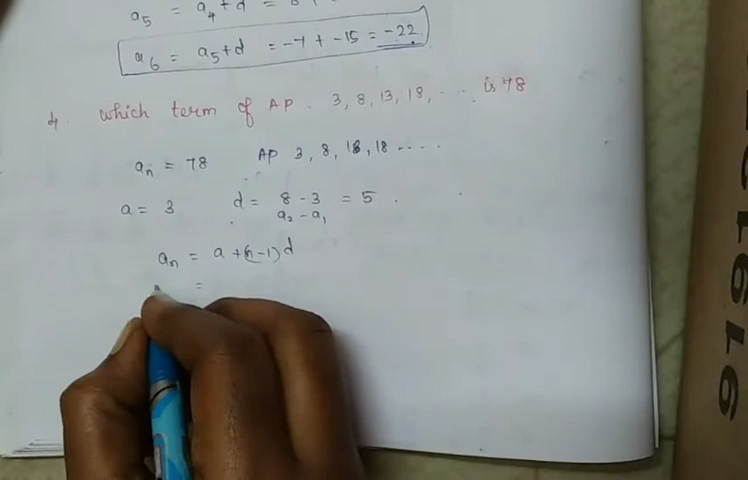 a5 = a4+d =
a6 = a5+d = -7 + -15 = -22
4. Which term of AP. 3, 8, 13, 18, .... is 78
an = 78 AP 3, 8, 13, 18 ....
a = 3 d = 8 - 3 = 5 .
a2 - a1
an = a +(n-1)d
=
9191